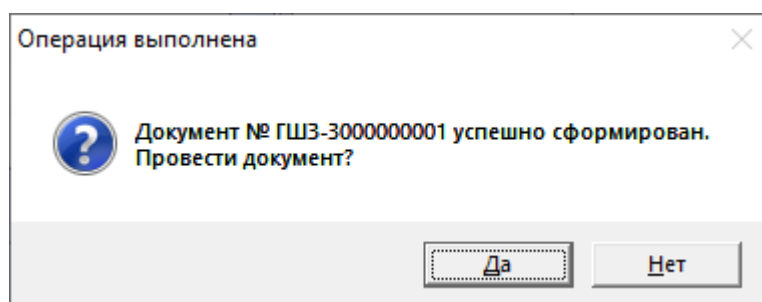 Операция выполнена
Документ № ГШЗ-3000000001 успешно сформирован.
Провести документ?
Да
Нет